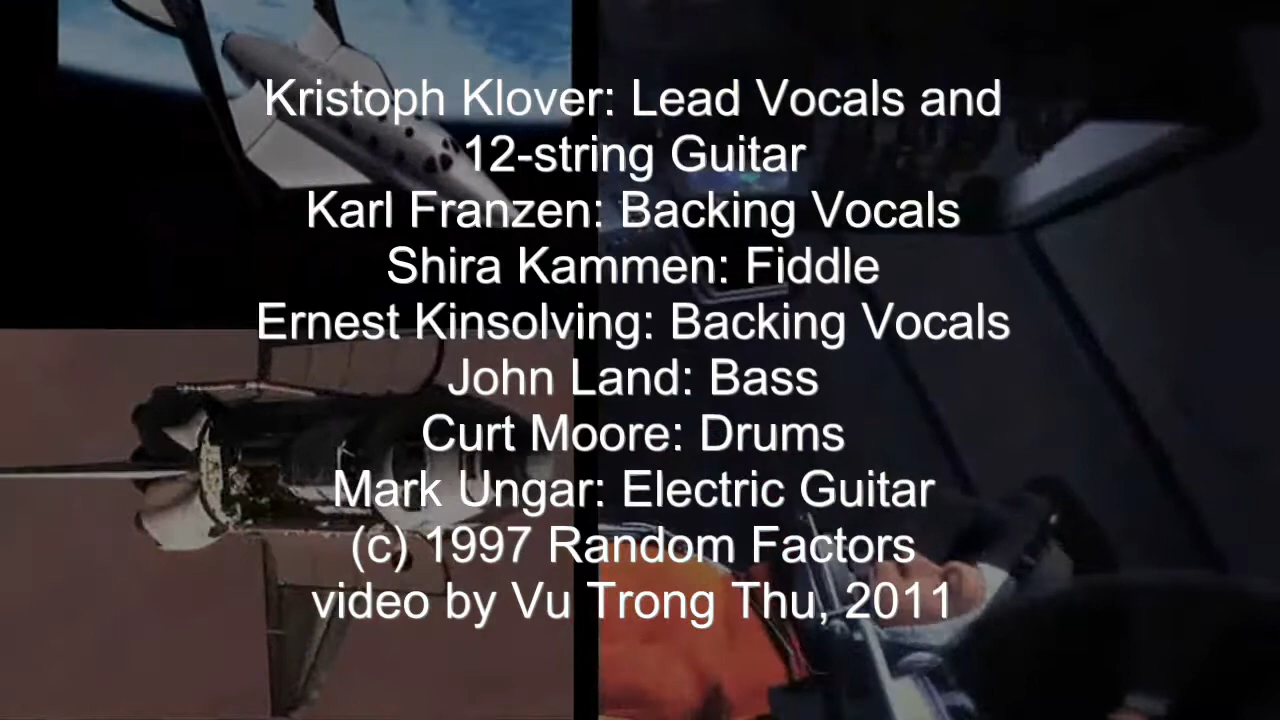 Kristoph Klover: Lead Vocals and
12-string Guitar
Karl Franzen: Backing Vocals
Shira Kammen: Fiddle
Ernest Kinsolving: Backing Vocals
John Land: Bass
Curt Moore: Drums
Mark Ungar: Electric Guitar
(c) 1997 Random Factors
video by Vu Trong Thu, 2011